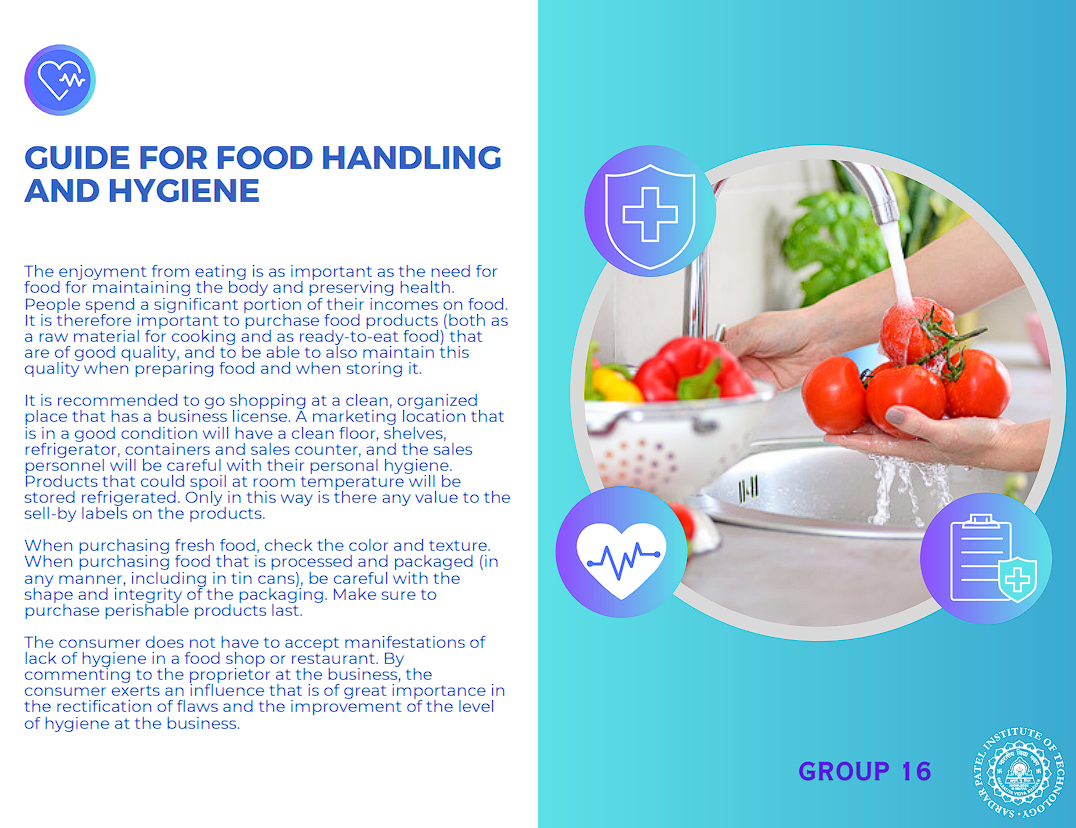 GUIDE FOR FOOD HANDLING
AND HYGIENE
The enjoyment from eating is as important as the need for
food for maintaining the body and preserving health.
People spend a significant portion of their incomes on food.
It is therefore important to purchase food products (both as
a raw material for cooking and as ready-to-eat food) that
are of good quality, and to be able to also maintain this
quality when preparing food and when storing it.
It is recommended to go shopping at a clean, organized
place that has a business license. A marketing location that
is in a good condition will have a clean floor, shelves,
refrigerator, containers and sales counter, and the sales
personnel will be careful with their personal hygiene.
Products that could spoil at room temperature will be
stored refrigerated. Only in this way is there any value to the
sell-by labels on the products.
When purchasing fresh food, check the color and texture.
When purchasing food that is processed and packaged (in
any manner, including in tin cans), be careful with the
shape and integrity of the packaging. Make sure to
purchase perishable products last.
The consumer does not have to accept manifestations of
lack of hygiene in a food shop or restaurant. By
commenting to the proprietor at the business, the
consumer exerts an influence that is of great importance in
the rectification of flaws and the improvement of the level
of hygiene at the business.
GROUP 16
SARDAR PATEL INSTITUTE OF TECHNOLOGY